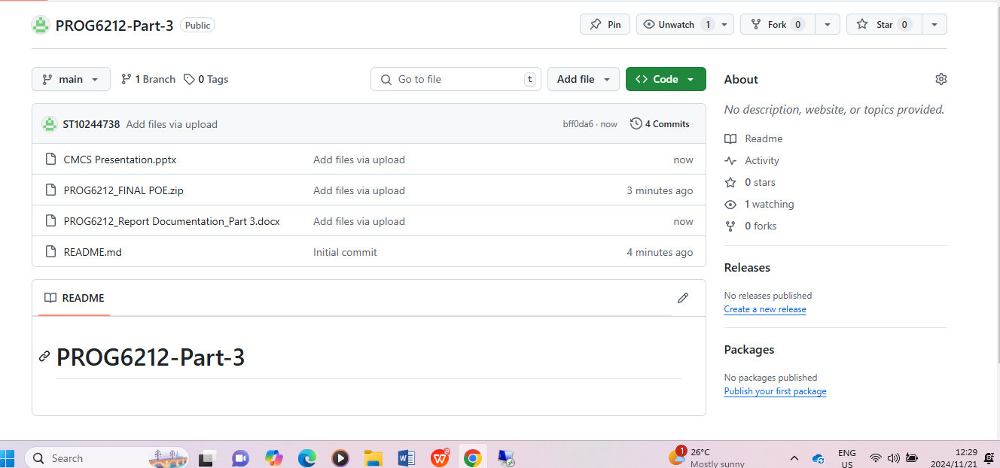 PROG6212-Part-3 Public Pin Unwatch 1 Fork 0 Star 0
main 1 Branch 0 Tags Go to file t Add file Code
ST10244738 Add files via upload bff0da6 · now 4 Commits
CMCS Presentation.pptx Add files via upload now
PROG6212_FINAL POE.zip Add files via upload 3 minutes ago
PROG6212_Report Documentation_Part 3.docx Add files via upload now
README.md Initial commit 4 minutes ago
README
PROG6212-Part-3
About
No description, website, or topics provided.
Readme
Activity
0 stars
1 watching
0 forks
Releases
No releases published
Create a new release
Packages
No packages published
Publish your first package
Search
1
26°C
Mostly sunny
ENG
US
12:29
2024/11/21